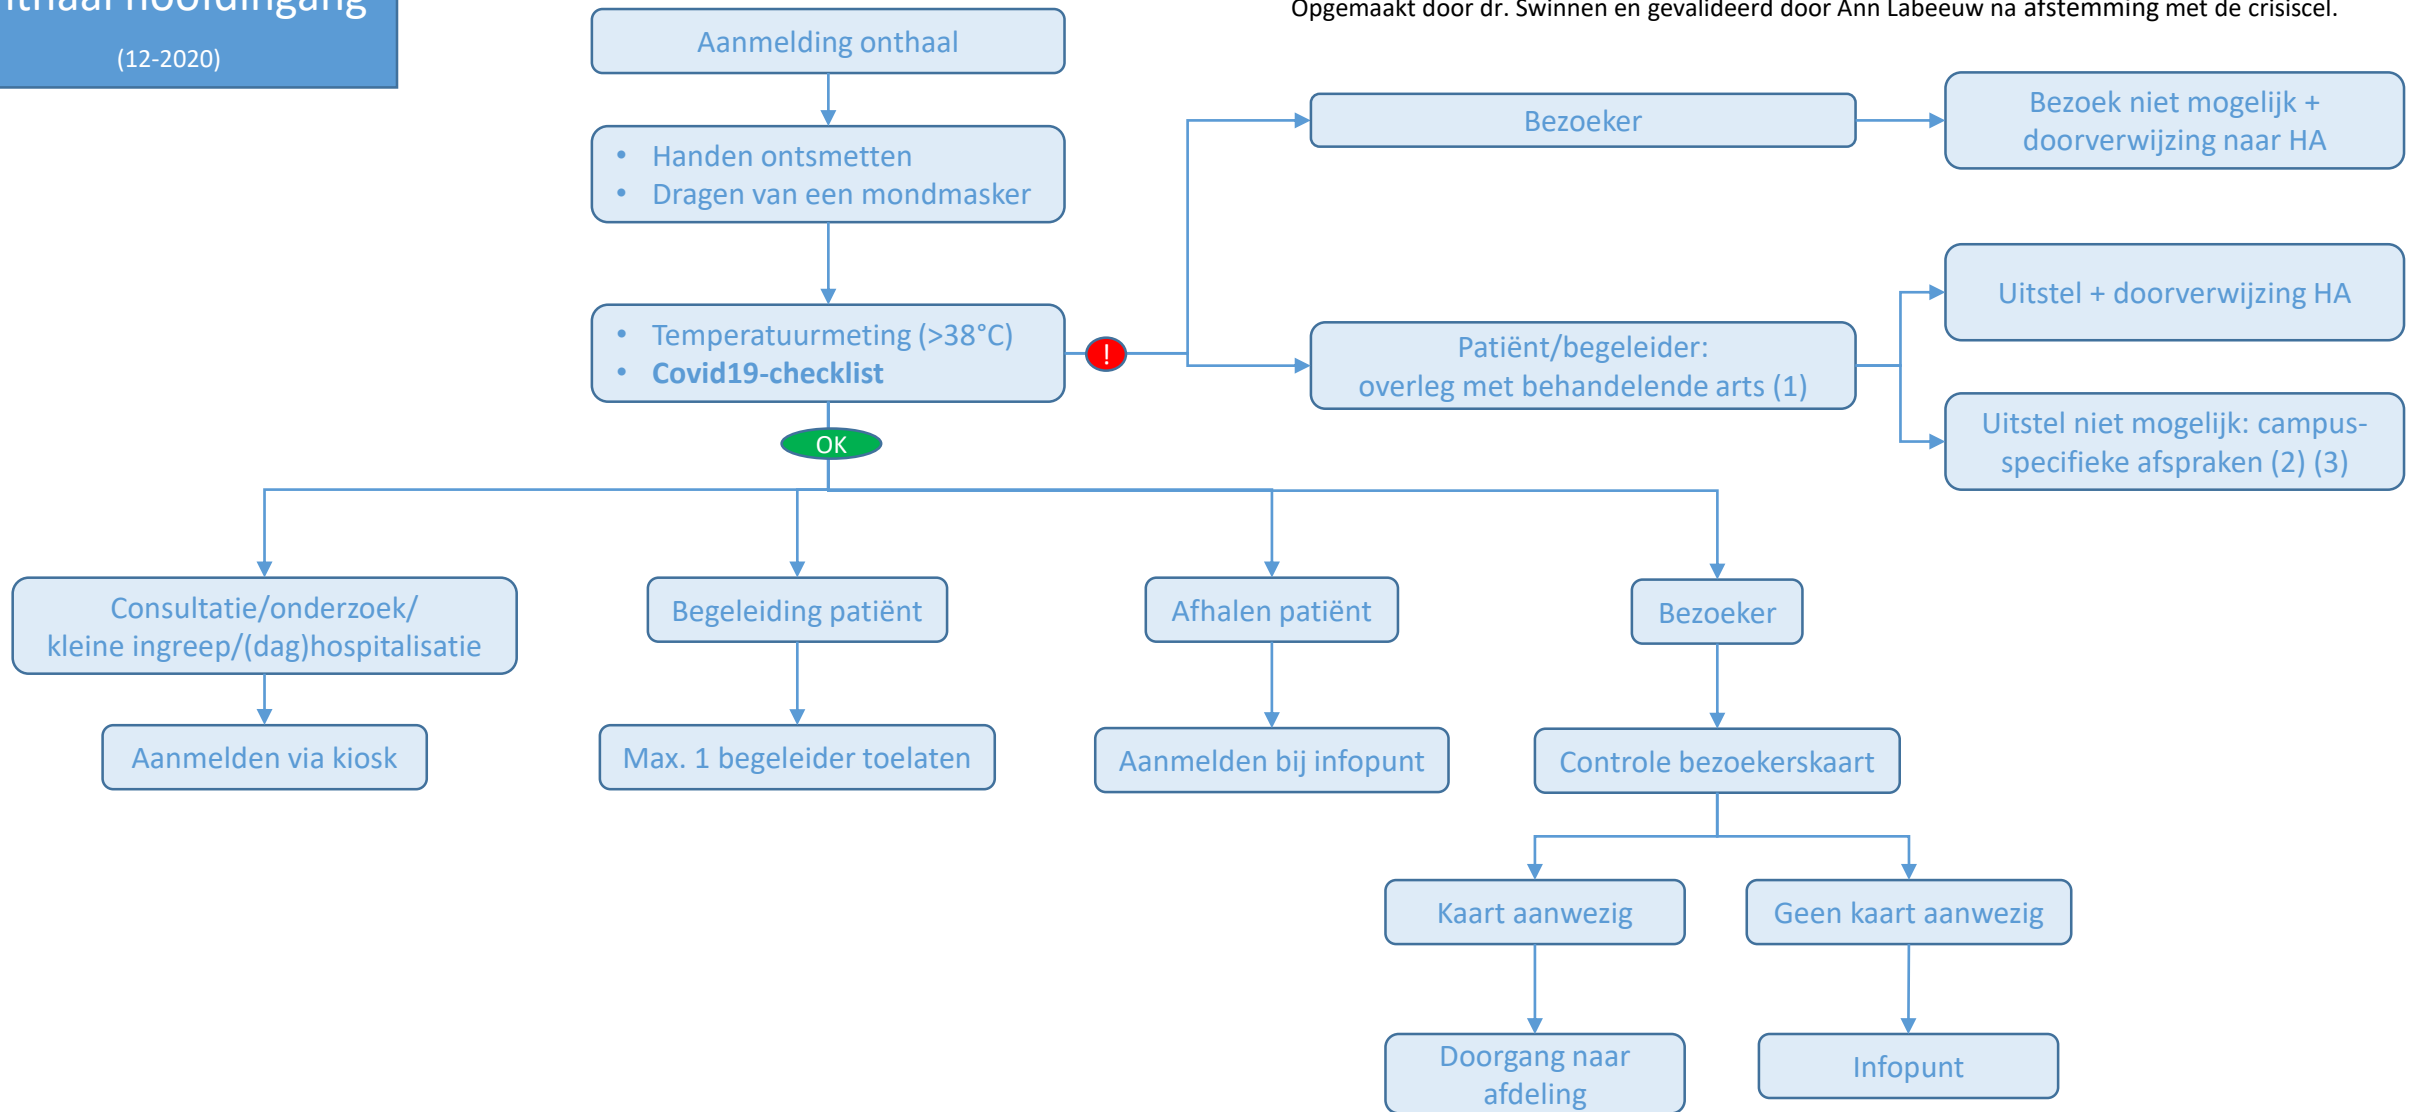 hoofdingang
(12-2020)
Opgemaakt door dr. Swinnen en gevalideerd door Ann Labeeuw na afstemming met de crisiscel.
Aanmelding onthaal
• Handen ontsmetten
• Dragen van een mondmasker
• Temperatuurmeting (>38°C)
• Covid19-checklist
!
Bezoeker
Bezoek niet mogelijk +
doorverwijzing naar HA
Patiënt/begeleider:
overleg met behandelende arts (1)
Uitstel + doorverwijzing HA
Uitstel niet mogelijk: campus-
specifieke afspraken (2) (3)
OK
Consultatie/onderzoek/
kleine ingreep/(dag)hospitalisatie
Aanmelden via kiosk
Begeleiding patiënt
Max. 1 begeleider toelaten
Afhalen patiënt
Aanmelden bij infopunt
Bezoeker
Controle bezoekerskaart
Kaart aanwezig
Geen kaart aanwezig
Doorgang naar
afdeling
Infopunt